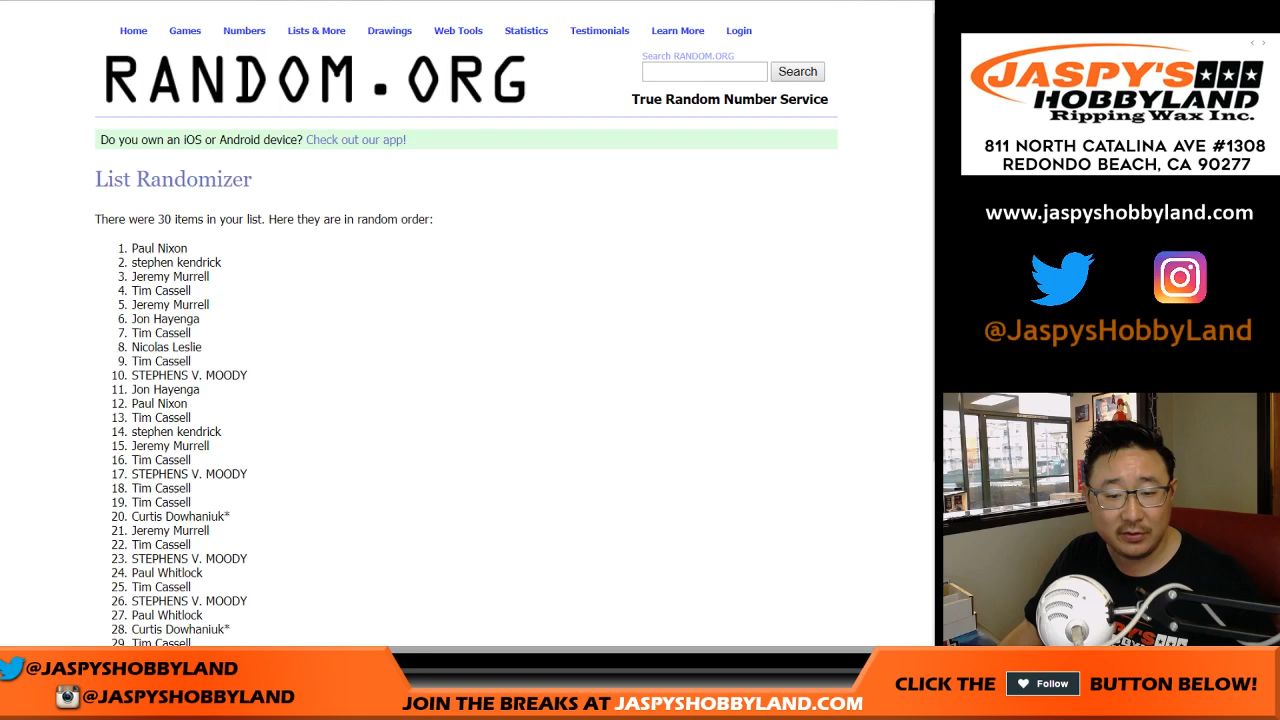 Home Games Numbers Lists & More Drawings Web Tools Statistics Testimonials Learn More Login
RANDOM.ORG
Search RANDOM.ORG
Search
True Random Number Service
Do you own an iOS or Android device? Check out our app!
List Randomizer
There were 30 items in your list. Here they are in random order:
1. Paul Nixon
2. stephen kendrick
3. Jeremy Murrell
4. Tim Cassell
5. Jeremy Murrell
6. Jon Hayenga
7. Tim Cassell
8. Nicolas Leslie
9. Tim Cassell
10. STEPHENS V. MOODY
11. Jon Hayenga
12. Paul Nixon
13. Tim Cassell
14. stephen kendrick
15. Jeremy Murrell
16. Tim Cassell
17. STEPHENS V. MOODY
18. Tim Cassell
19. Tim Cassell
20. Curtis Dowhaniuk*
21. Jeremy Murrell
22. Tim Cassell
23. STEPHENS V. MOODY
24. Paul Whitlock
25. Tim Cassell
26. STEPHENS V. MOODY
27. Paul Whitlock
28. Curtis Dowhaniuk*
29. Tim Cassell
JASPY'S
HOBBYLAND
Ripping Wax Inc.
811 NORTH CATALINA AVE #1308
REDONDO BEACH, CA 90277
www.jaspyshobbyland.com
@JaspysHobbyLand
@JASPYSHOBBYLAND
@JASPYSHOBBYLAND
JOIN THE BREAKS AT JASPYSHOBBYLAND.COM
CLICK THE Follow BUTTON BELOW!